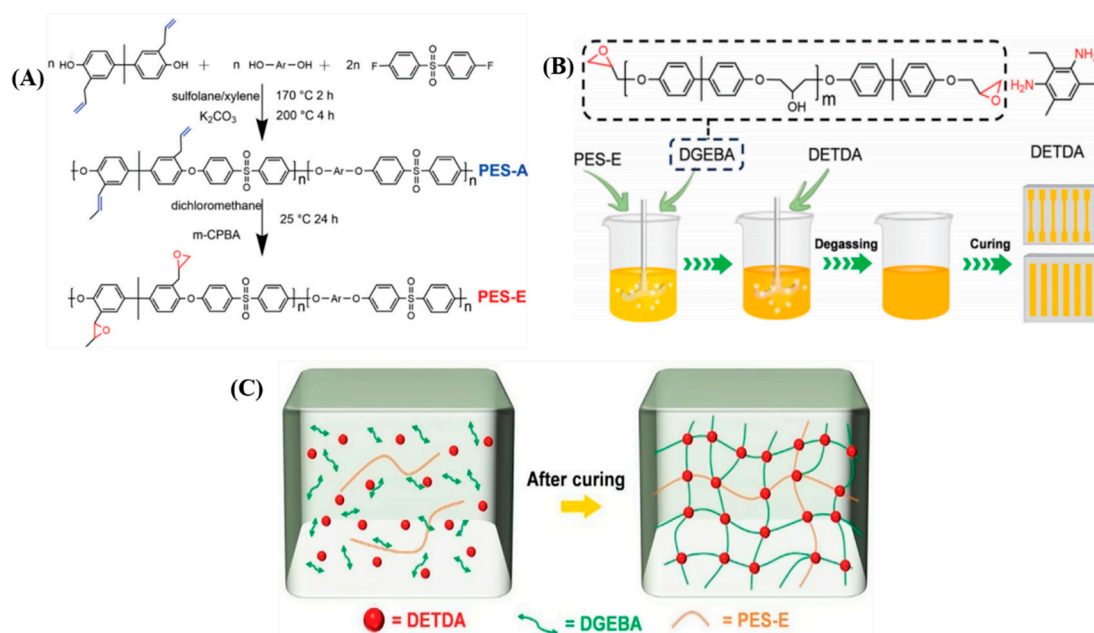 (A)
n HO OH + n HO-Ar-OH + 2n F O S O F
sulfolane/xylene 170 °C 2 h
K₂CO₃ 200 °C 4 h
O O S O O n O-Ar-O S O O n PES-A
dichloromethane 25 °C 24 h
m-CPBA
O
O O S O O n O-Ar-O S O O n PES-E
O
(B)
O O O OH m O O O H₂N NH₂
PES-E DGEBA DETDA DETDA
Degassing Curing
(C)
After curing
= DETDA = DGEBA = PES-E